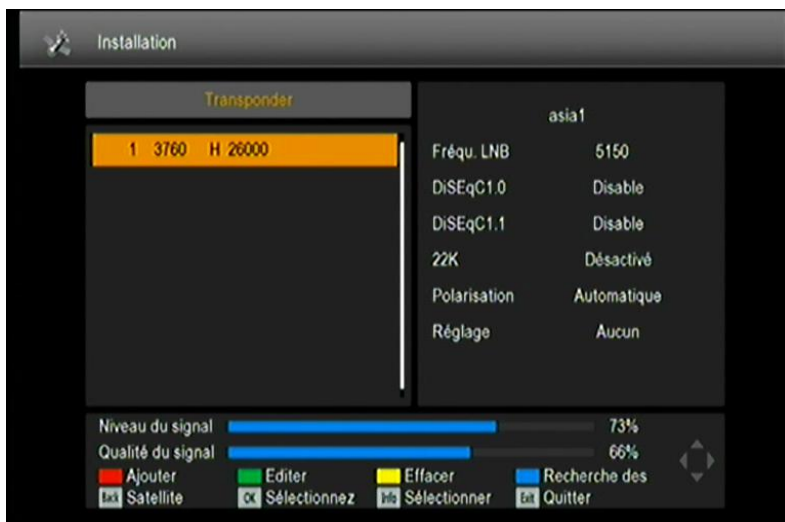 Installation
Transponder
1 3760 H 26000
asia1
Fréqu. LNB 5150
DiSEqC1.0 Disable
DiSEqC1.1 Disable
22K Désactivé
Polarisation Automatique
Réglage Aucun
Niveau du signal 73%
Qualité du signal 66%
Ajouter Editer Effacer Recherche des
Back Satellite OK Sélectionnez Info Sélectionner Exit Quitter